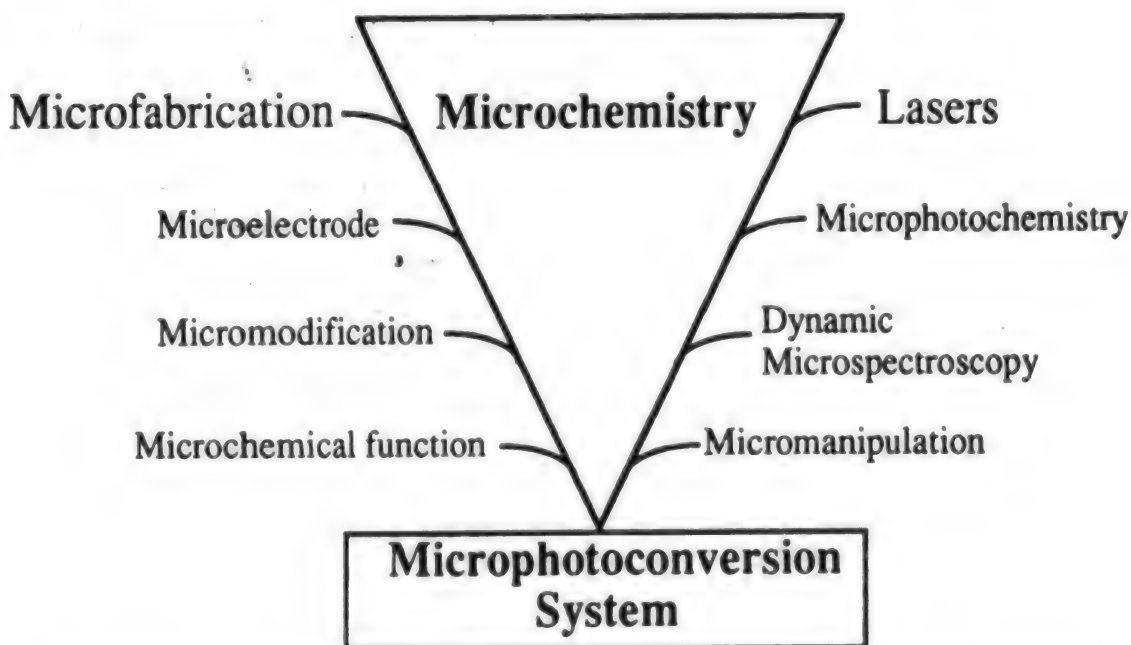 Microfabrication
Microchemistry
Lasers
Microelectrode
Microphotochemistry
Micromodification
Dynamic
Microspectroscopy
Microchemical function
Micromanipulation
Microphotoconversion
System